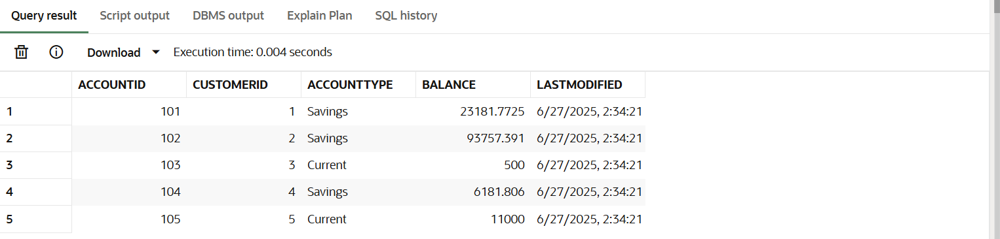 Query result Script output DBMS output Explain Plan SQL history
Download Execution time: 0.004 seconds
ACCOUNTID CUSTOMERID ACCOUNTTYPE BALANCE LASTMODIFIED
1 101 1 Savings 23181.7725 6/27/2025, 2:34:21
2 102 2 Savings 93757.391 6/27/2025, 2:34:21
3 103 3 Current 500 6/27/2025, 2:34:21
4 104 4 Savings 6181.806 6/27/2025, 2:34:21
5 105 5 Current 11000 6/27/2025, 2:34:21